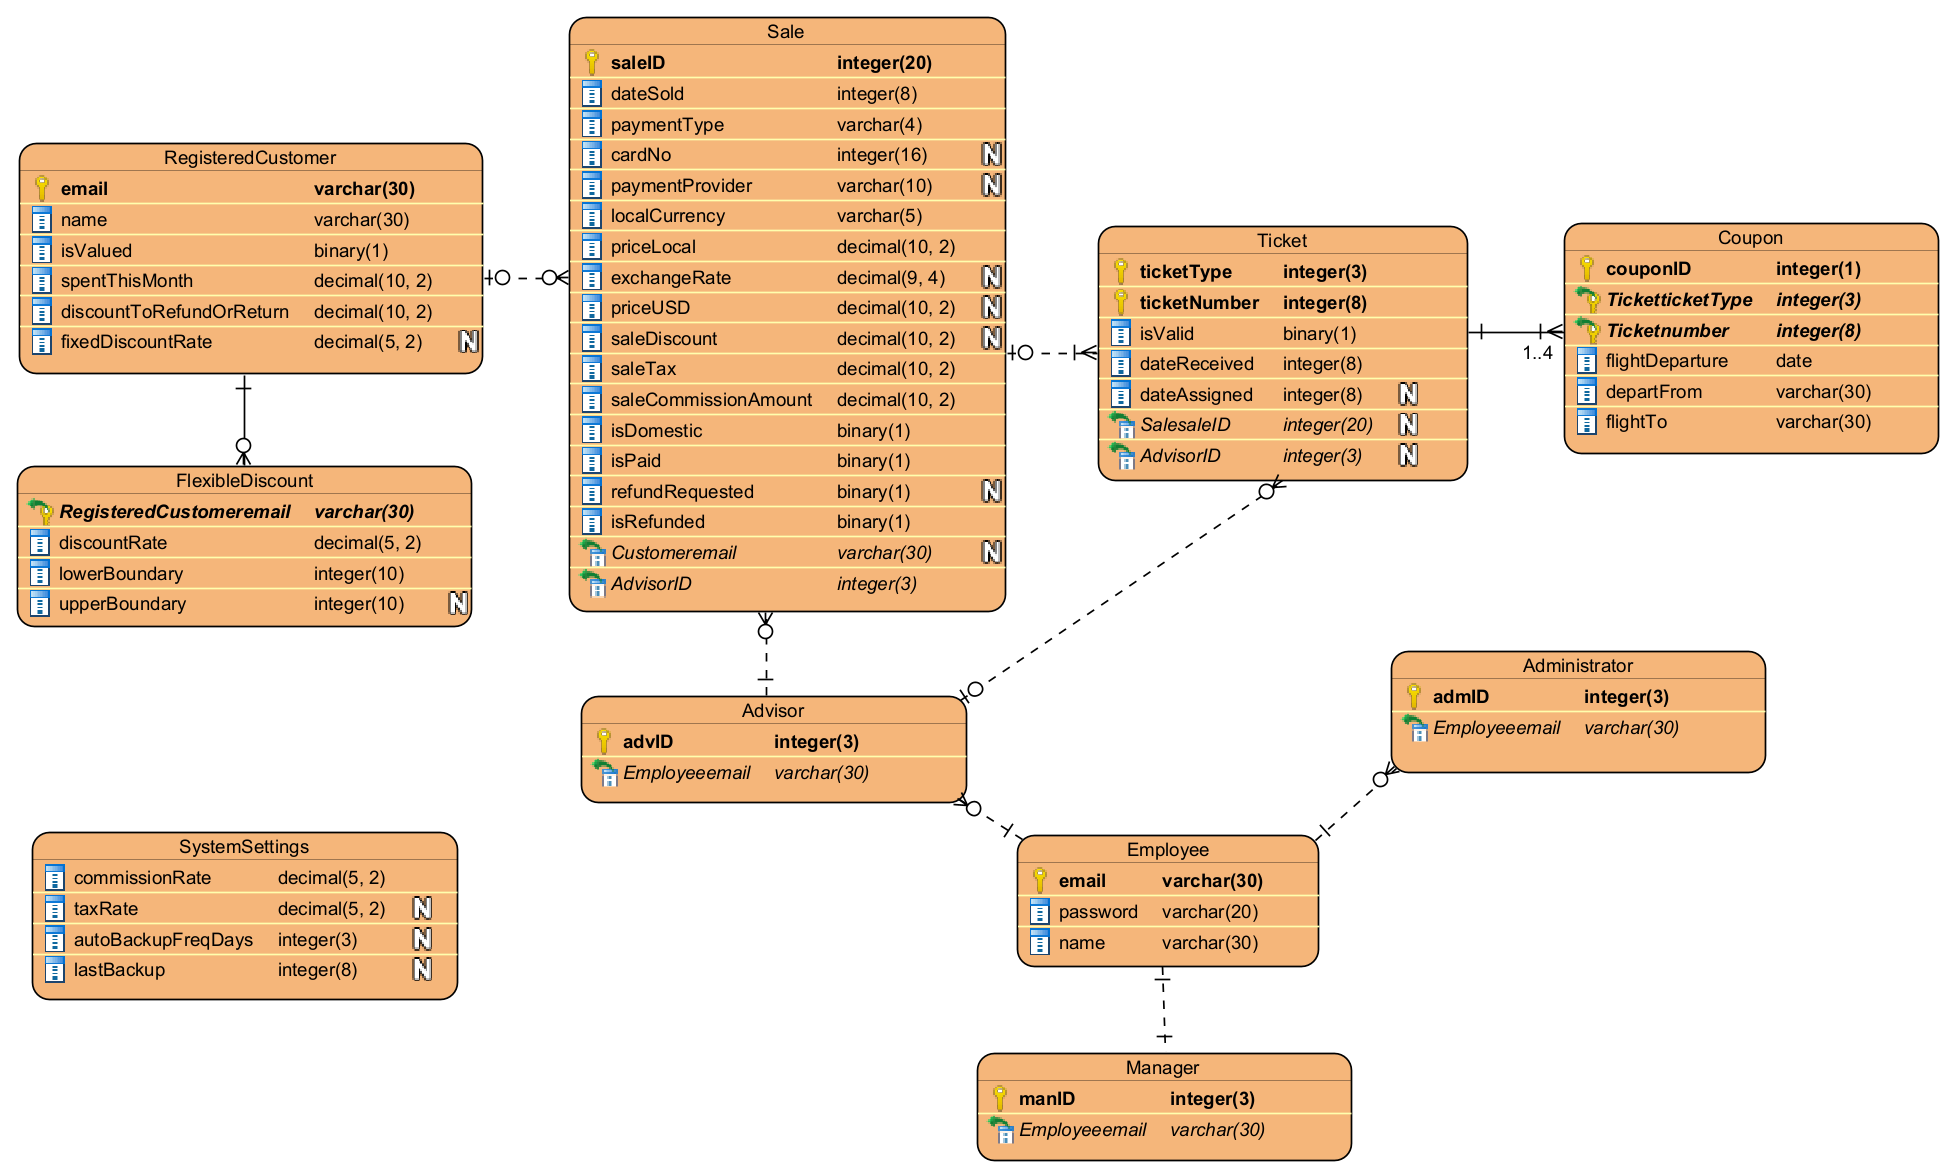 RegisteredCustomer
email varchar(30)
name varchar(30)
isValued binary(1)
spentThisMonth decimal(10, 2)
discountToRefundOrReturn decimal(10, 2)
fixedDiscountRate decimal(5, 2) N
FlexibleDiscount
RegisteredCustomeremail varchar(30)
discountRate decimal(5, 2)
lowerBoundary integer(10)
upperBoundary integer(10) N
SystemSettings
commissionRate decimal(5, 2)
taxRate decimal(5, 2) N
autoBackupFreqDays integer(3) N
lastBackup integer(8) N
Sale
saleID integer(20)
dateSold integer(8)
paymentType varchar(4)
cardNo integer(16) N
paymentProvider varchar(10) N
localCurrency varchar(5)
priceLocal decimal(10, 2)
exchangeRate decimal(9, 4) N
priceUSD decimal(10, 2) N
saleDiscount decimal(10, 2) N
saleTax decimal(10, 2)
saleCommissionAmount decimal(10, 2)
isDomestic binary(1)
isPaid binary(1)
refundRequested binary(1) N
isRefunded binary(1)
Customeremail varchar(30) N
AdvisorID integer(3)
Advisor
advID integer(3)
Employeeemail varchar(30)
Ticket
ticketType integer(3)
ticketNumber integer(8)
isValid binary(1)
dateReceived integer(8)
dateAssigned integer(8) N
SalesaleID integer(20) N
AdvisorID integer(3) N
1..4
Coupon
couponID integer(1)
TicketticketType integer(3)
Ticketnumber integer(8)
flightDeparture date
departFrom varchar(30)
flightTo varchar(30)
Administrator
admID integer(3)
Employeeemail varchar(30)
Employee
email varchar(30)
password varchar(20)
name varchar(30)
Manager
manID integer(3)
Employeeemail varchar(30)